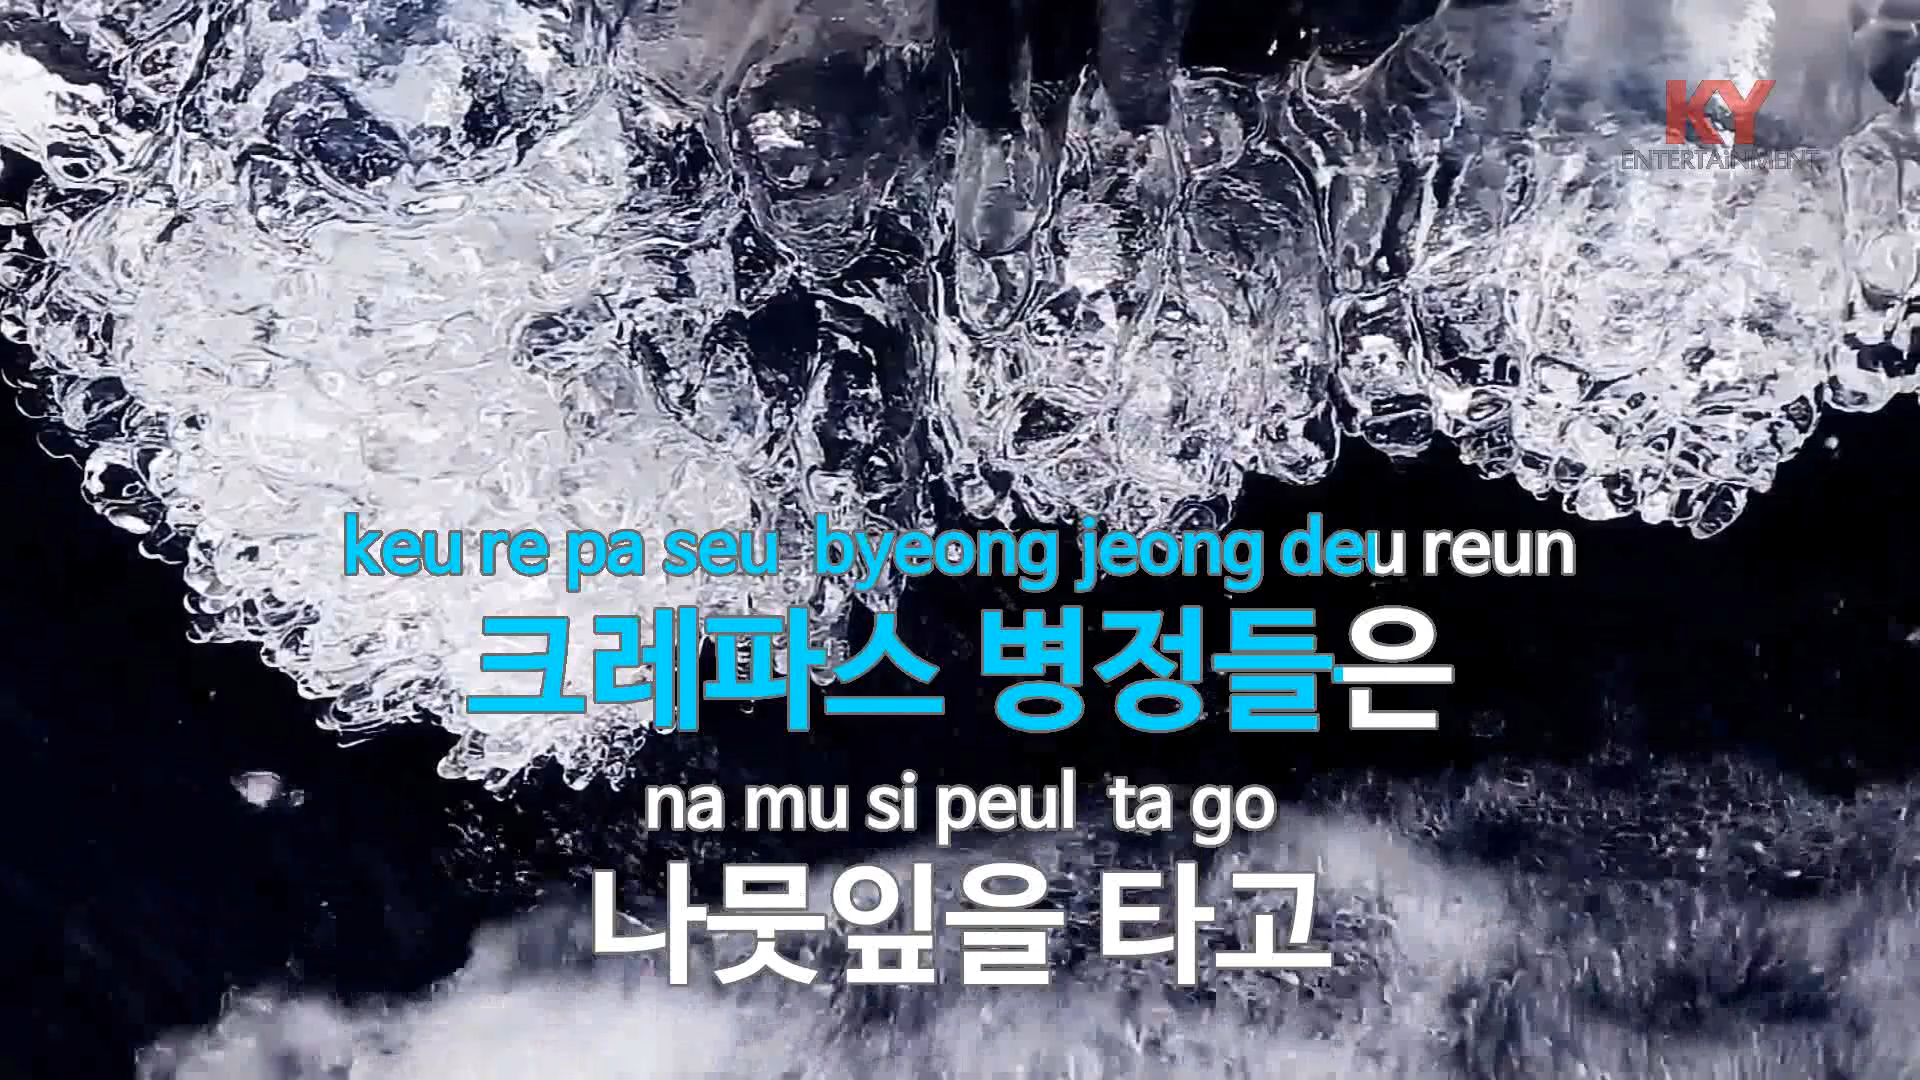 KY
ENTERTAiNMENT
keu re pa seu byeong jeong deu reun
크레파스 병정들은
na mu si peul ta go
나뭇잎을 타고